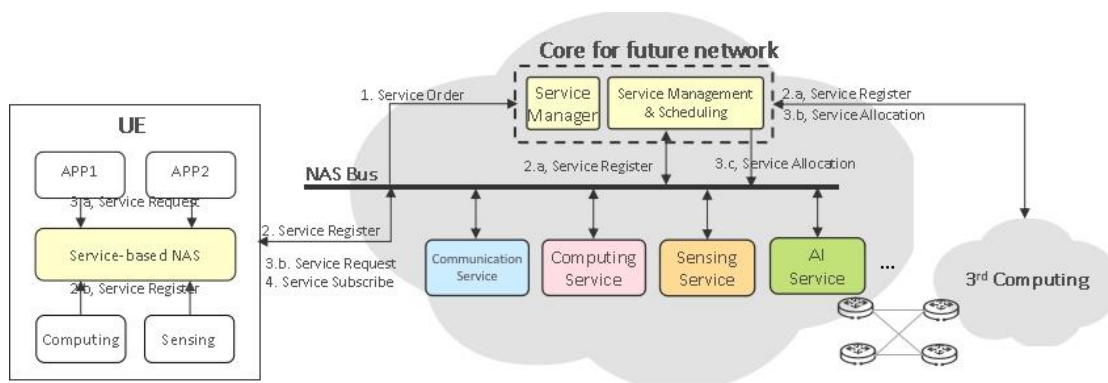 Core for future network
1. Service Order
Service
Manager
Service Management
& Scheduling
2.a, Service Register
3.b, Service Allocation
UE
APP1
APP2
3.a, Service Request
Service-based NAS
2.b, Service Register
Computing
Sensing
2.a, Service Register
3.c, Service Allocation
NAS Bus
2. Service Register
3.b. Service Request
4. Service Subscribe
Communication
Service
Computing
Service
Sensing
Service
AI
Service
...
3rd Computing